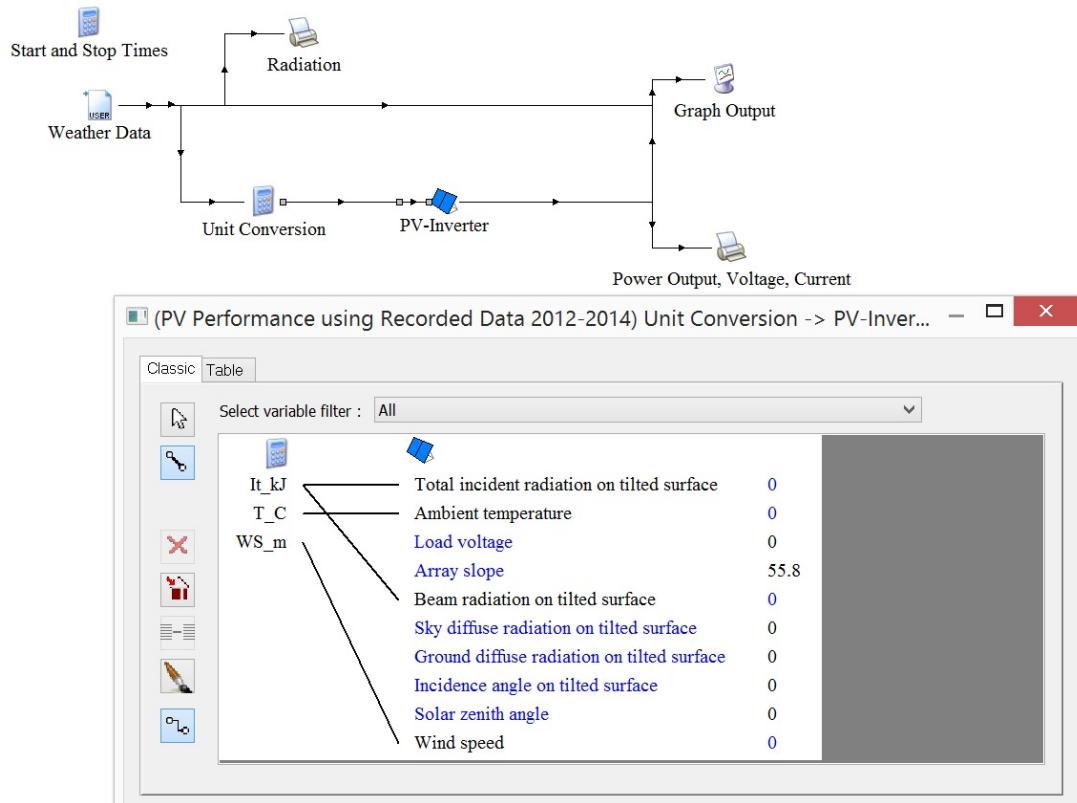 Start and Stop Times
Radiation
USER
Weather Data
Graph Output
Unit Conversion
PV-Inverter
Power Output, Voltage, Current
(PV Performance using Recorded Data 2012-2014) Unit Conversion -> PV-Inver...
Classic Table
Select variable filter : All
It_kJ Total incident radiation on tilted surface 0
T_C Ambient temperature 0
WS_m Load voltage 0
Array slope 55.8
Beam radiation on tilted surface 0
Sky diffuse radiation on tilted surface 0
Ground diffuse radiation on tilted surface 0
Incidence angle on tilted surface 0
Solar zenith angle 0
Wind speed 0